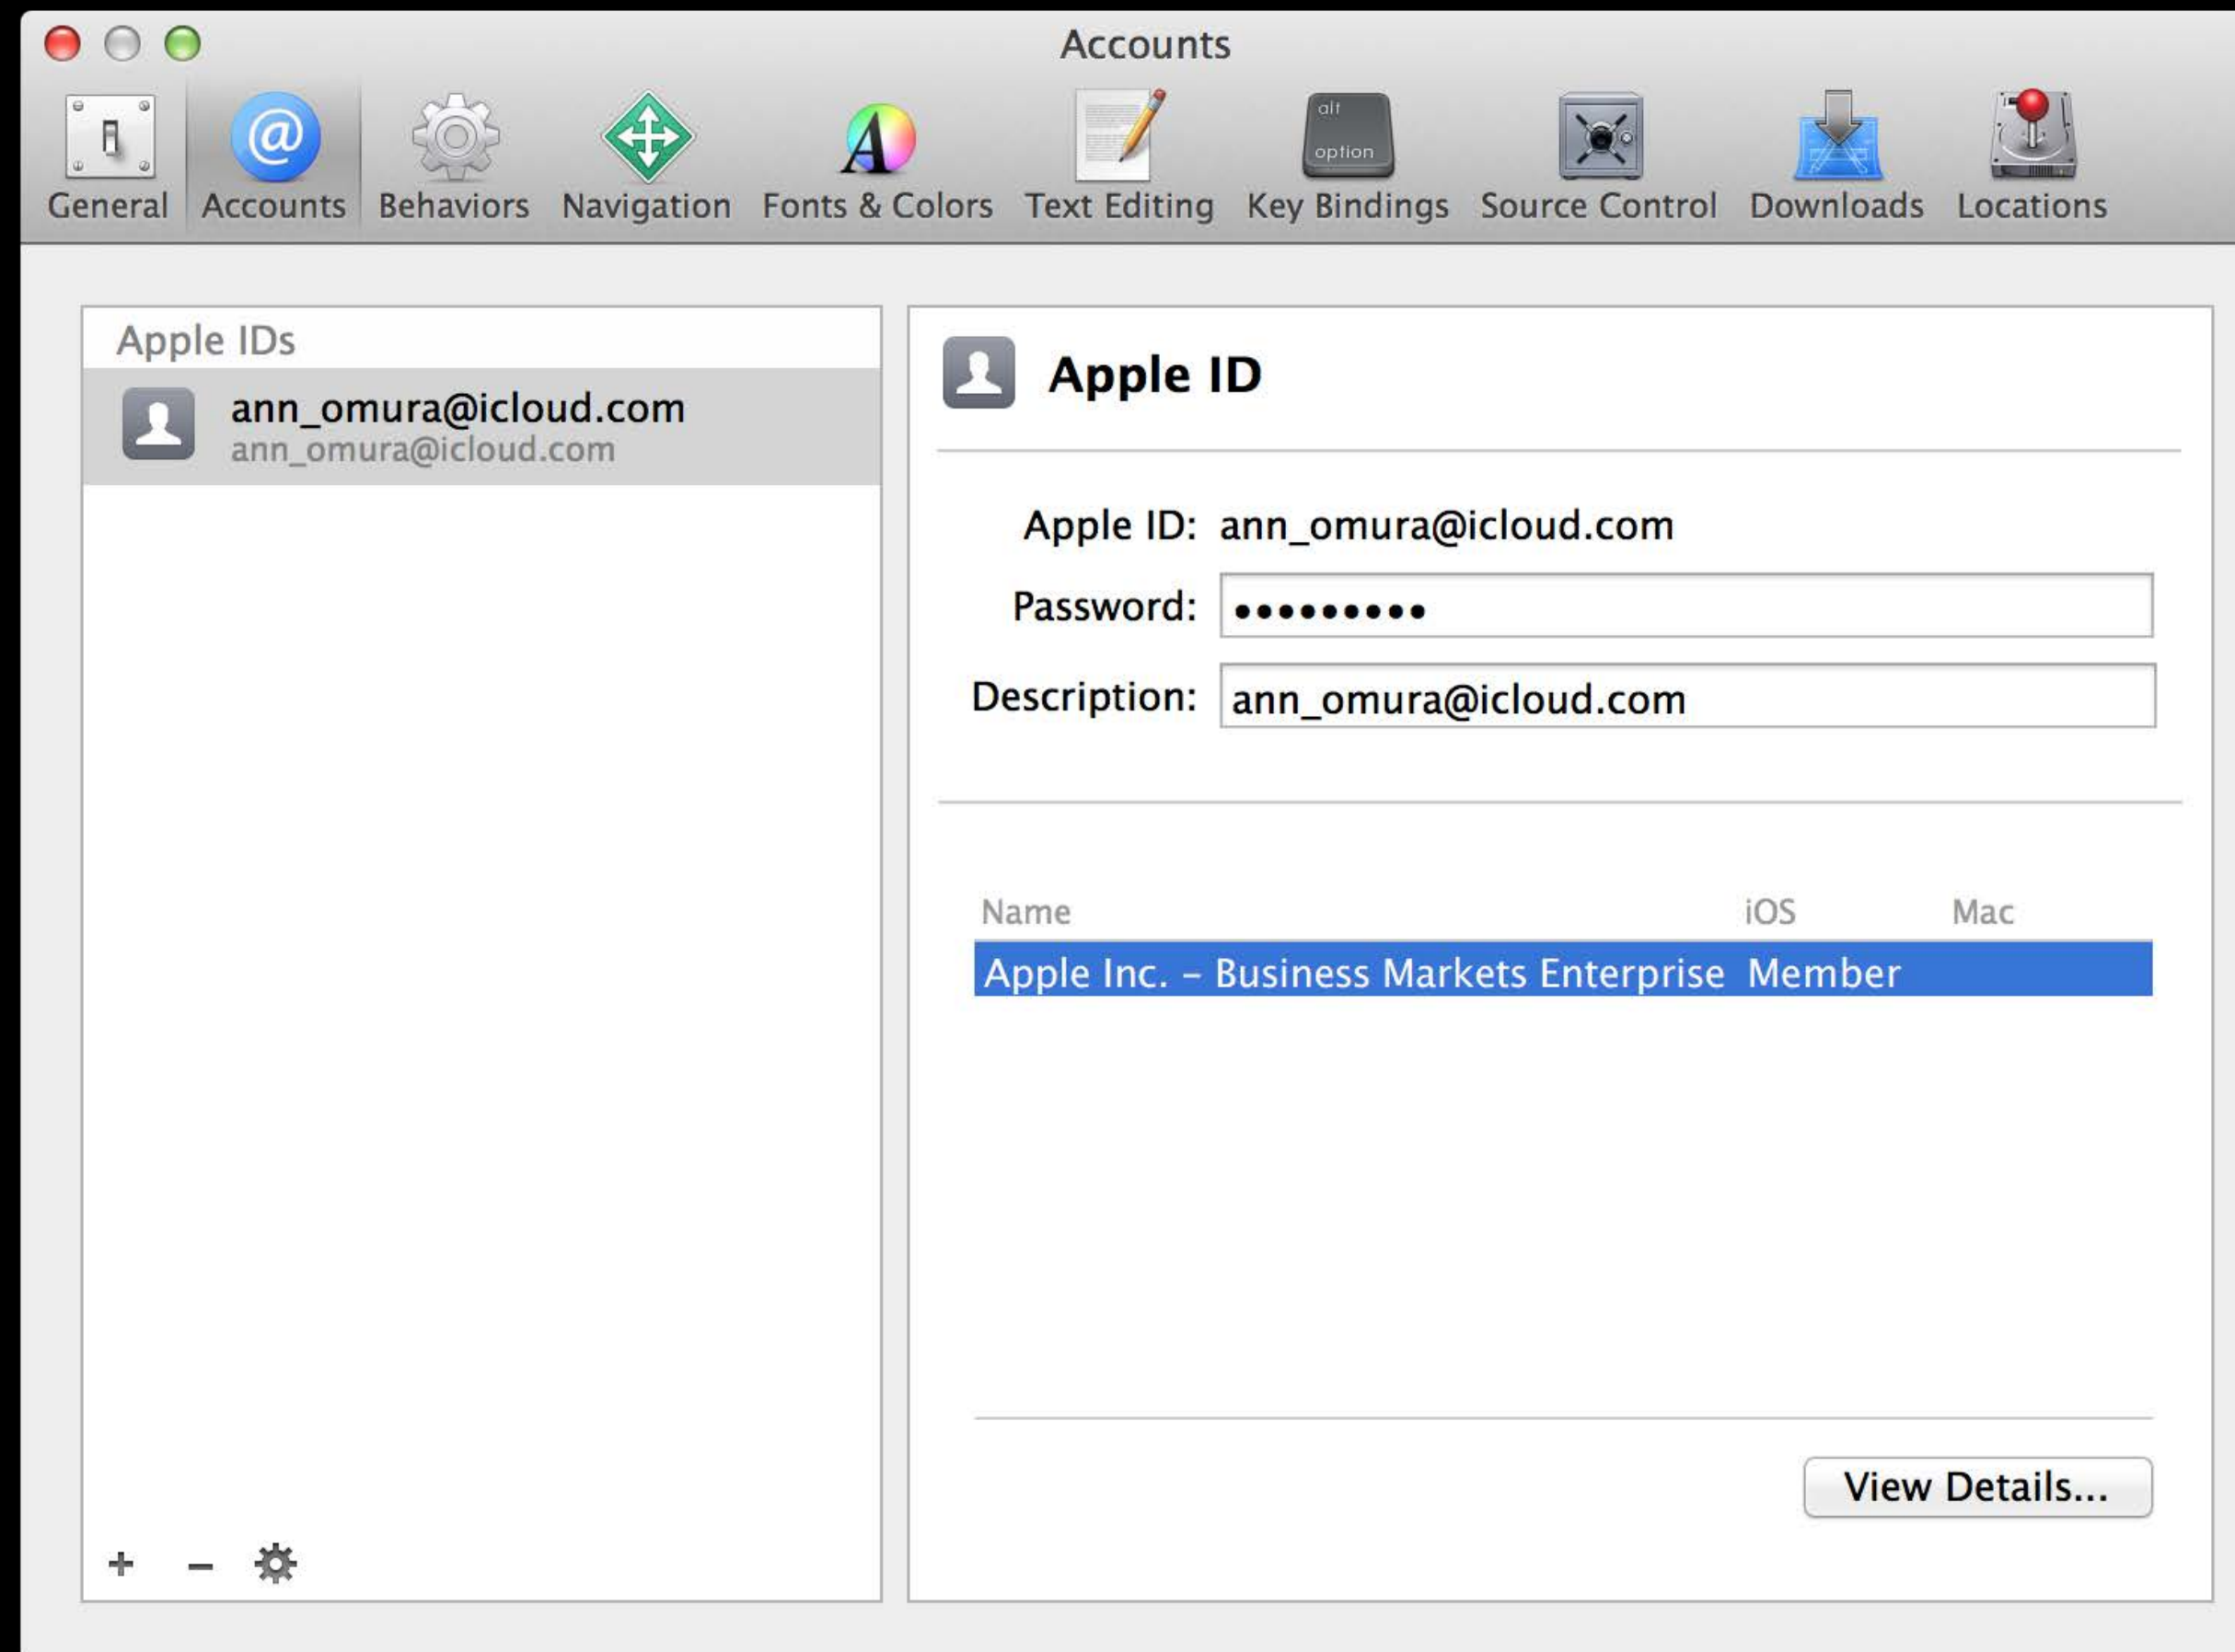 Accounts
alt
option
General Accounts Behaviors Navigation Fonts & Colors Text Editing Key Bindings Source Control Downloads Locations
Apple IDs
ann_omura@icloud.com
ann_omura@icloud.com
Apple ID
Apple ID: ann_omura@icloud.com
Password: •••••••••
Description: ann_omura@icloud.com
Name iOS Mac
Apple Inc. – Business Markets Enterprise Member
View Details...